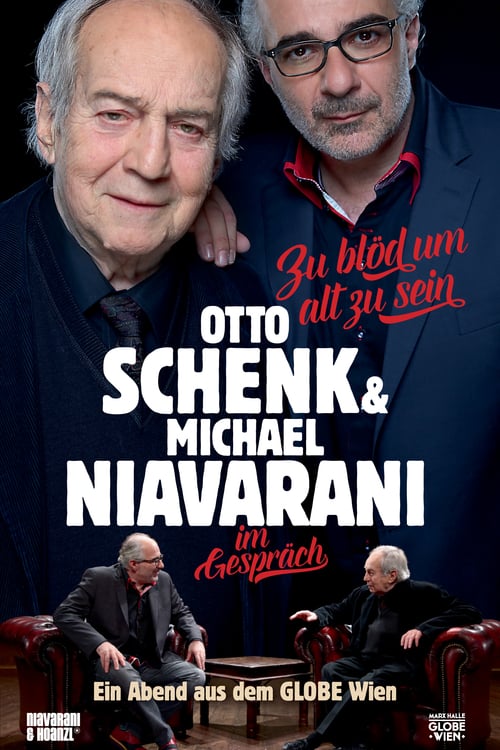 Zu blöd um
alt zu sein
OTTO
SCHENK &
MICHAEL
NIAVARANI
im
Gespräch
Ein Abend aus dem GLOBE Wien
NIAVARANI
& HOANZL
MARX HALLE
GLOBE
• WIEN •